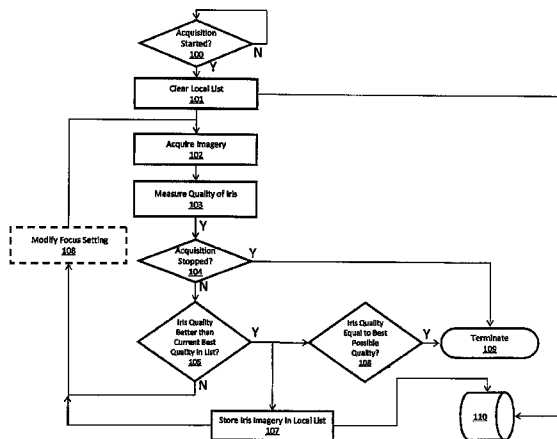 Acquisition
Started?
100
N
Y
Clear Local List
101
Acquire Imagery
102
Measure Quality of Iris
103
Y
Modify Focus Setting
108
Acquisition
Stopped?
104
Y
N
Iris Quality
Better than
Current Best
Quality in List?
105
Y
N
Iris Quality
Equal to Best
Possible
Quality?
108
Y
Terminate
109
Store Iris Imagery in Local List
107
110